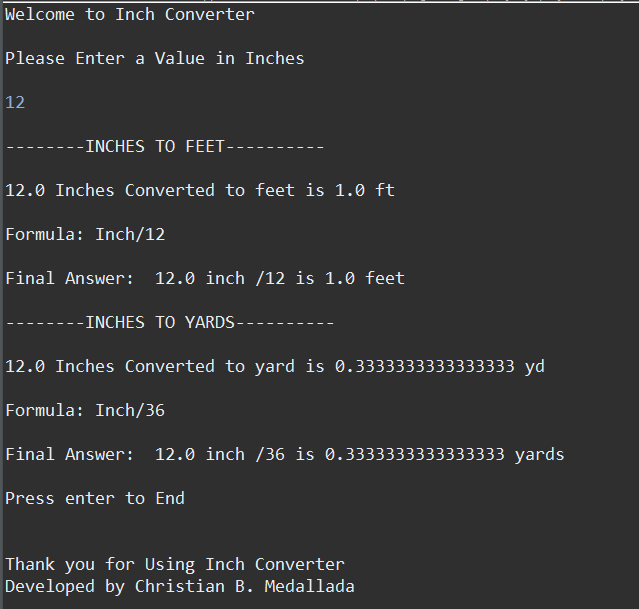 Welcome to Inch Converter
Please Enter a Value in Inches
12
--------INCHES TO FEET----------
12.0 Inches Converted to feet is 1.0 ft
Formula: Inch/12
Final Answer:  12.0 inch /12 is 1.0 feet
--------INCHES TO YARDS----------
12.0 Inches Converted to yard is 0.3333333333333333 yd
Formula: Inch/36
Final Answer:  12.0 inch /36 is 0.3333333333333333 yards
Press enter to End
Thank you for Using Inch Converter
Developed by Christian B. Medallada